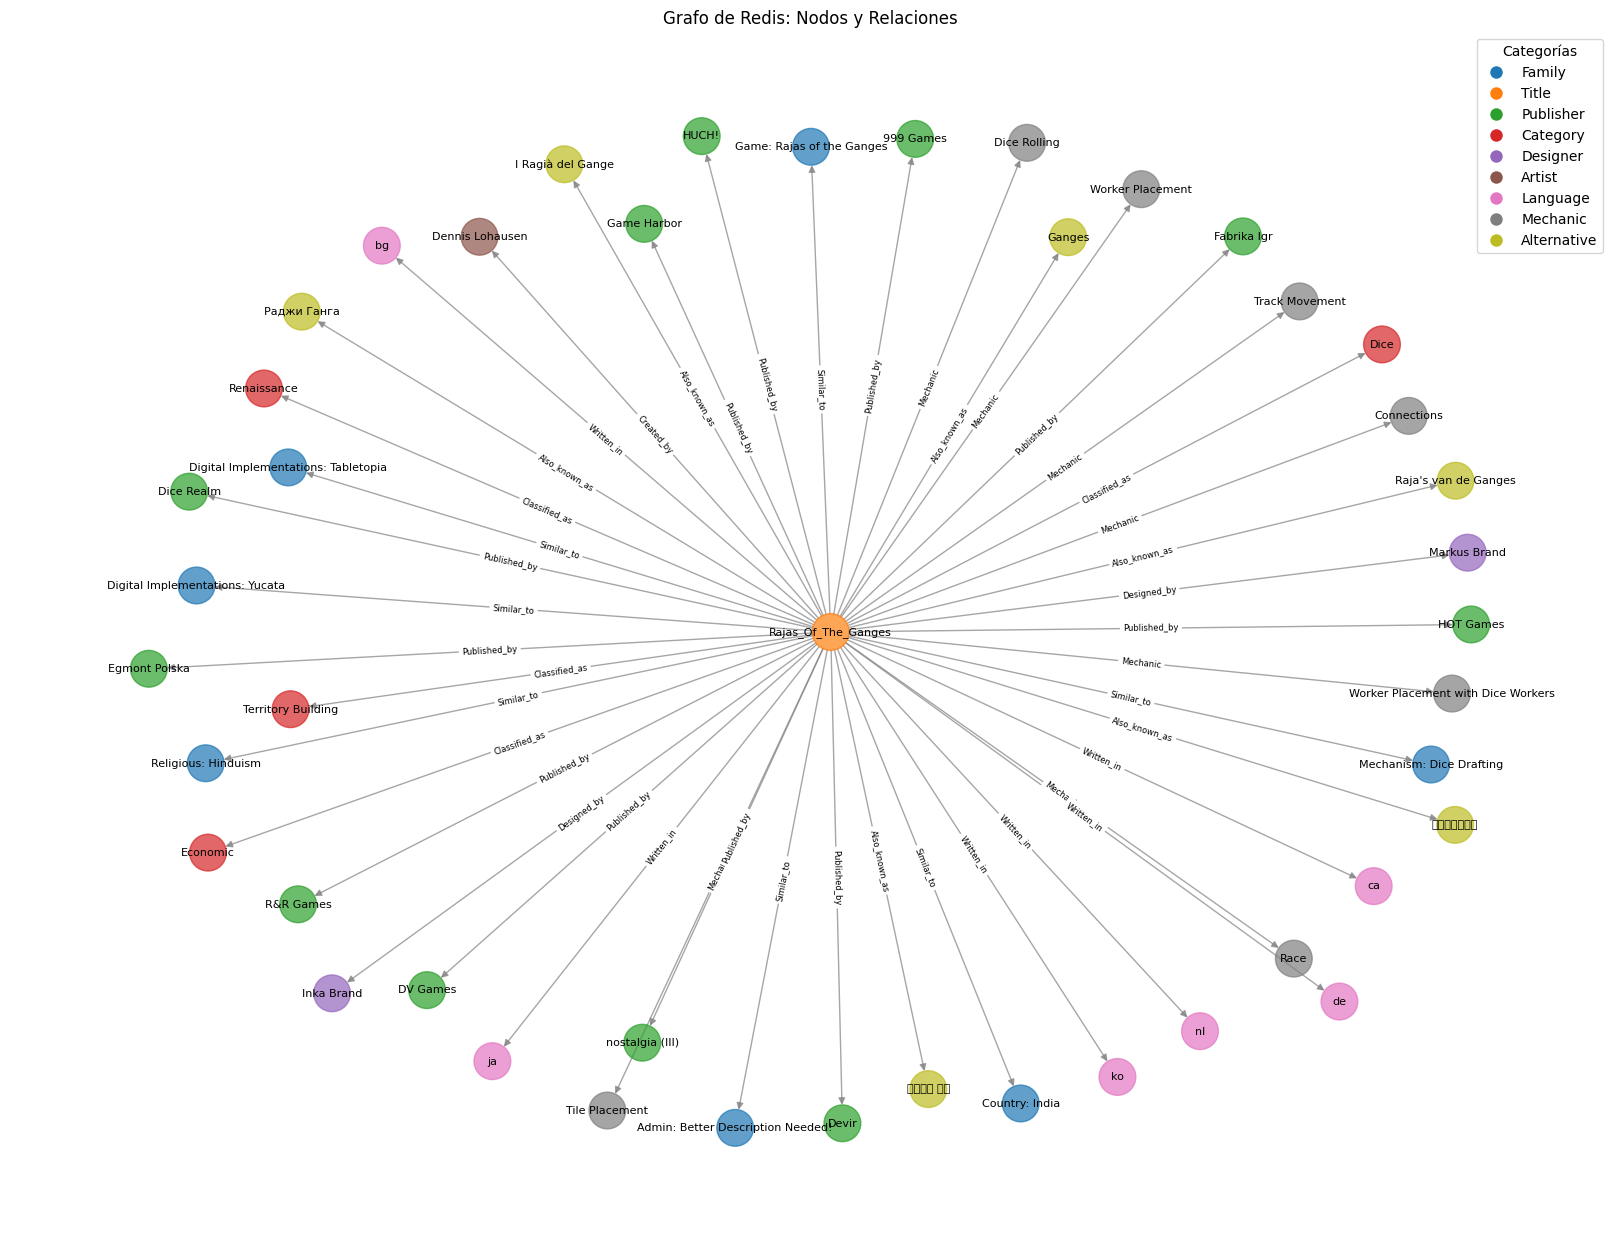 Grafo de Redis: Nodos y Relaciones
Categorías
Family
Title
Publisher
Category
Designer
Artist
Language
Mechanic
Alternative
HUCH!
999 Games
Dice Rolling
Game: Rajas of the Ganges
I Ragià del Gange
Worker Placement
Game Harbor
Dennis Lohausen
Ganges
Fabrika Igr
bg
Track Movement
Раджи Ганга
Dice
Renaissance
Connections
Digital Implementations: Tabletopia
Raja's van de Ganges
Dice Realm
Markus Brand
Digital Implementations: Yucata
HOT Games
Rajas_Of_The_Ganges
Egmont Polska
Worker Placement with Dice Workers
Territory Building
Religious: Hinduism
Mechanism: Dice Drafting
Economic
ca
R&R Games
Race
DV Games
Inka Brand
de
nl
nostalgia (III)
ja
ko
Country: India
Tile Placement
Devir
Admin: Better Description Needed!
Published_by
Similar_to
Published_by
Mechanic
Also_known_as
Published_by
Created_by
Also_known_as
Mechanic
Published_by
Written_in
Mechanic
Also_known_as
Classified_as
Classified_as
Mechanic
Similar_to
Also_known_as
Published_by
Designed_by
Similar_to
Published_by
Published_by
Mechanic
Classified_as
Similar_to
Similar_to
Also_known_as
Classified_as
Written_in
Published_by
Written_in
Designed_by
Published_by
Written_in
Published_by
Written_in
Similar_to
Published_by
Also_known_as
Similar_to
Written_in